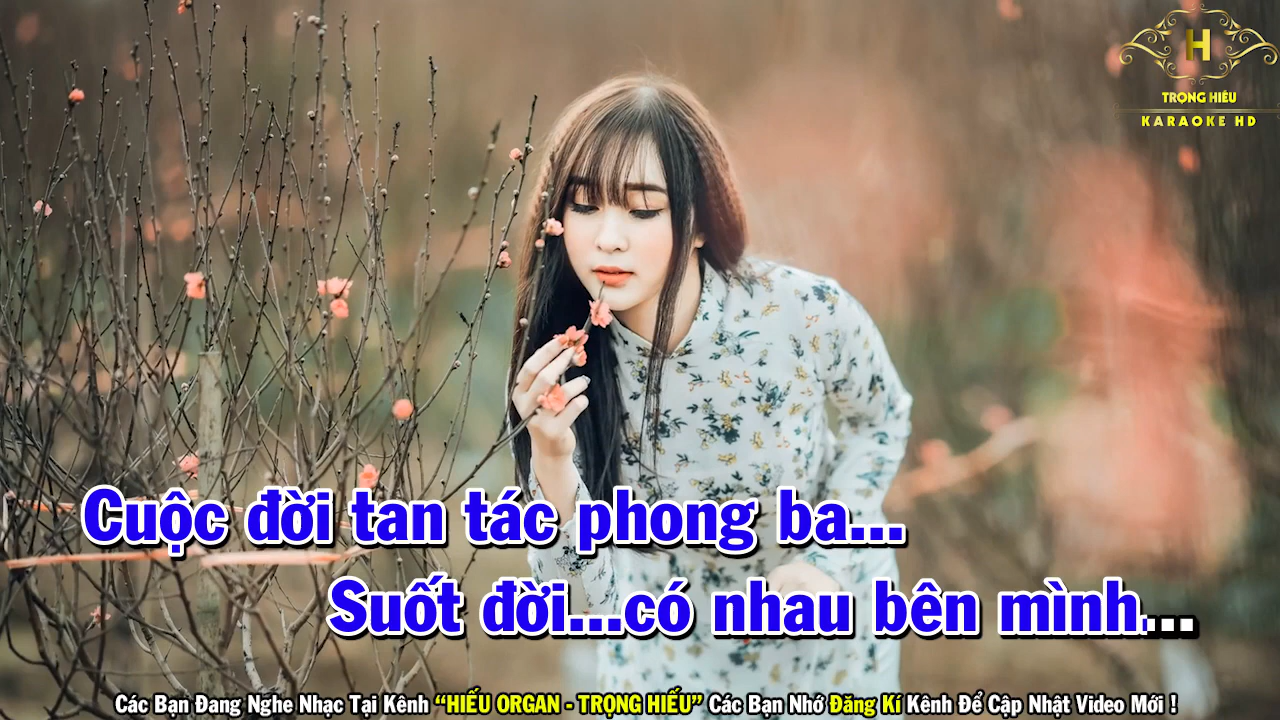 H
TRỌNG HIẾU
KARAOKE HD
Cuộc đời tan tác phong ba...
Suốt đời...có nhau bên mình...
Các Bạn Đang Nghe Nhạc Tại Kênh “HIẾU ORGAN - TRỌNG HIẾU” Các Bạn Nhớ Đăng Kí Kênh Để Cập Nhật Video Mới !